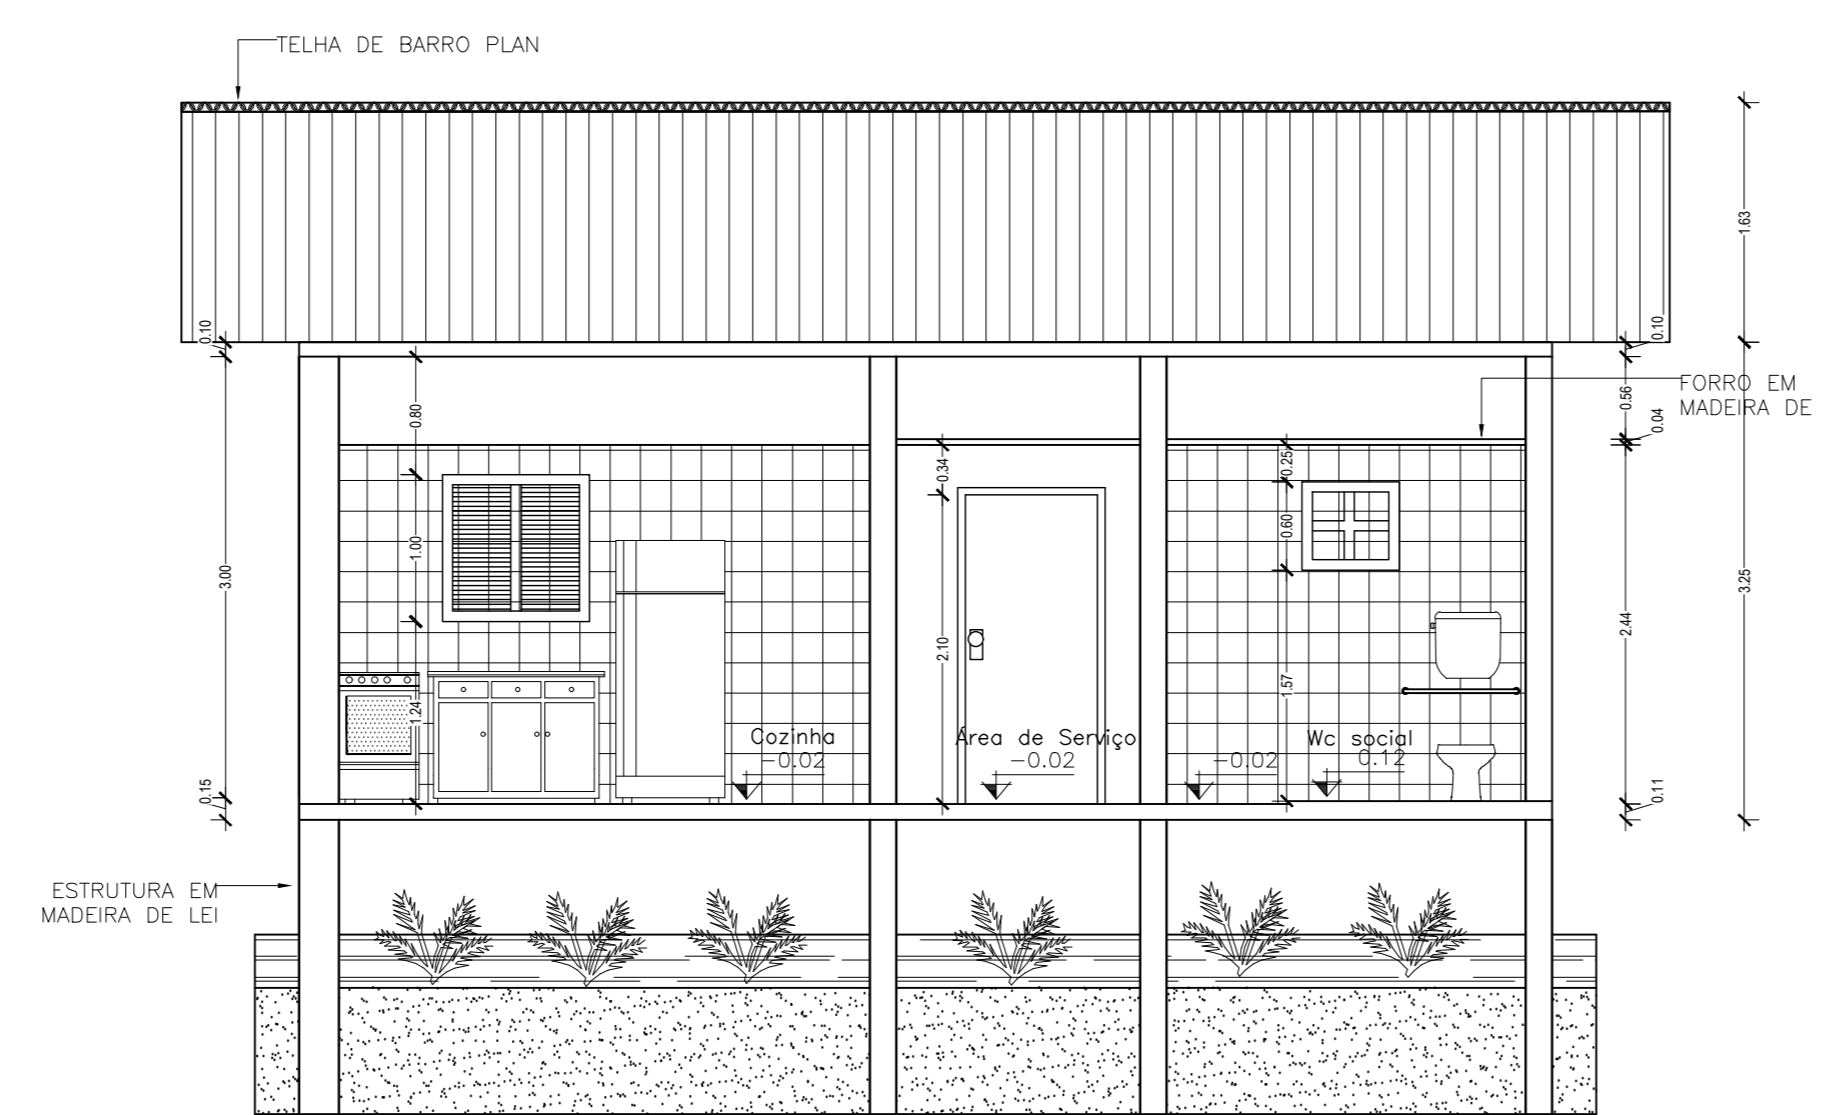 TELHA DE BARRO PLAN
1.63
0.10
0.10
FORRO EM
MADEIRA DE
0.80
0.56
0.04
0.34
0.25
1.00
0.60
3.00
3.25
2.44
2.10
1.57
1.24
Cozinha
-0.02
Área de Serviço
-0.02
-0.02
Wc social
0.12
0.15
0.11
ESTRUTURA EM
MADEIRA DE LEI